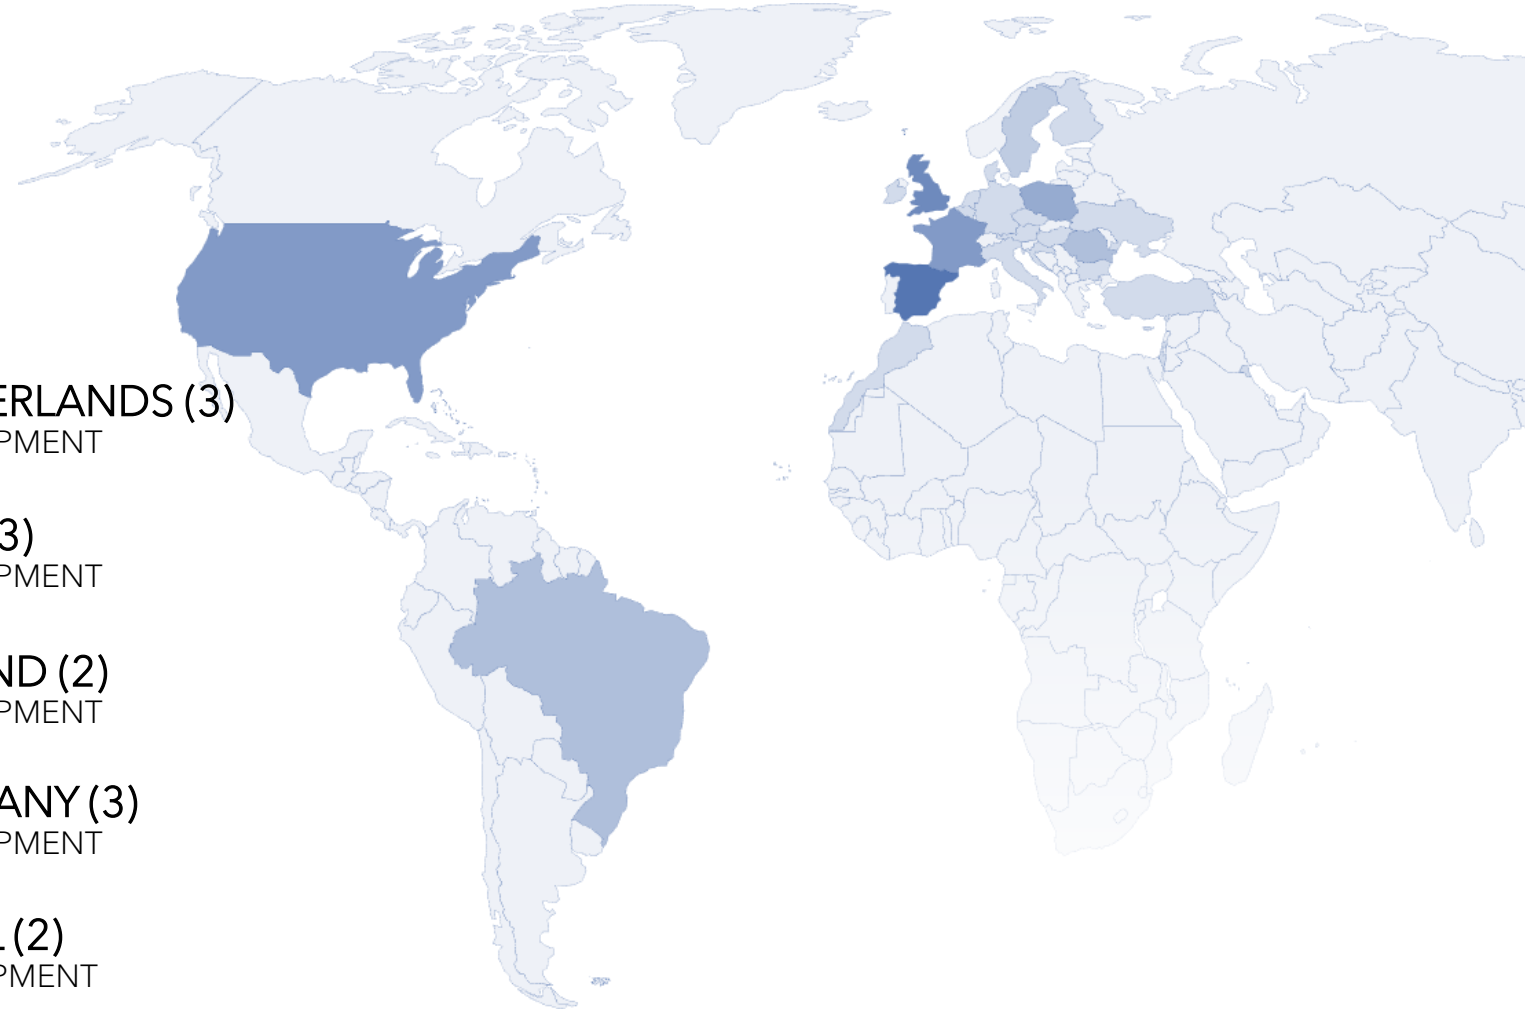 ERLANDS (3)
PMENT
3)
PMENT
ND (2)
PMENT
ANY (3)
PMENT
(2)
PMENT